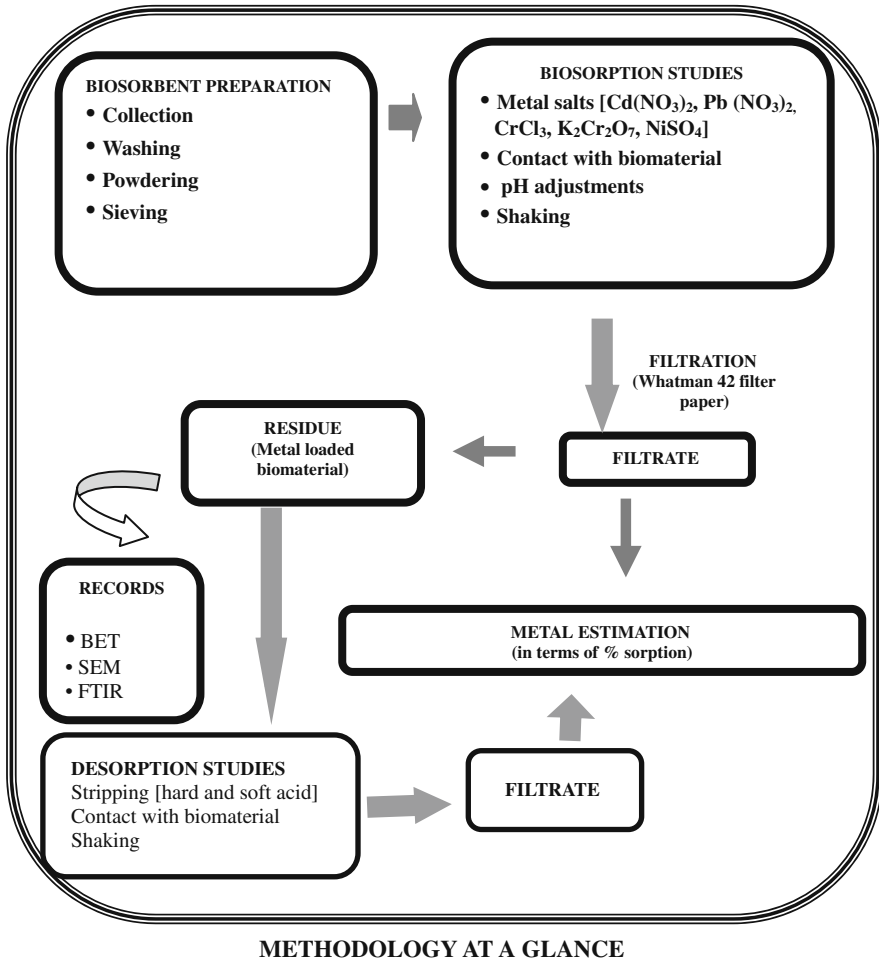 BIOSORBENT PREPARATION
• Collection
• Washing
• Powdering
• Sieving
BIOSORPTION STUDIES
• Metal salts [Cd(NO₃)₂, Pb (NO₃)₂,
CrCl₃, K₂Cr₂O₇, NiSO₄]
• Contact with biomaterial
• pH adjustments
• Shaking
FILTRATION
(Whatman 42 filter
paper)
RESIDUE
(Metal loaded
biomaterial)
FILTRATE
RECORDS
• BET
• SEM
• FTIR
METAL ESTIMATION
(in terms of % sorption)
DESORPTION STUDIES
Stripping [hard and soft acid]
Contact with biomaterial
Shaking
FILTRATE
METHODOLOGY AT A GLANCE